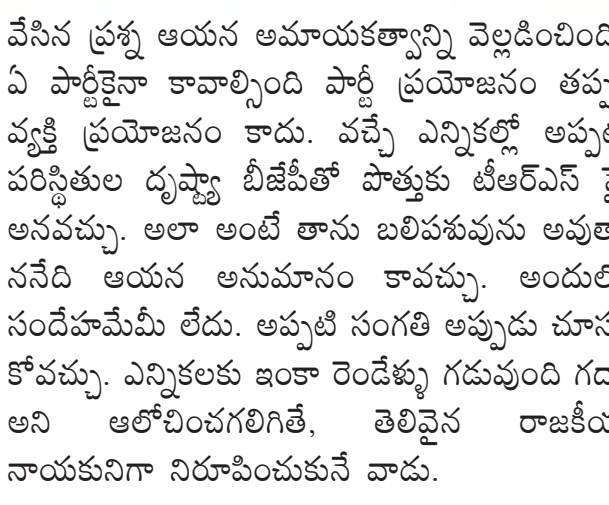 వేసిన ప్రశ్న ఆయన అమాయకత్వాన్ని వెల్లడించింది
ఏ పార్టీకైనా కావాల్సింది పార్టీ ప్రయోజనం తప్ప
వ్యక్తి ప్రయోజనం కాదు. వచ్చే ఎన్నికల్లో అప్పటి
పరిస్థితుల దృష్ట్యా బీజేపీతో పొత్తుకు టీఆర్ఎస్ సై
అనవచ్చు. అలా అంటే తాను బలిపశువును అవుతా
ననేది ఆయన అనుమానం కావచ్చు. అందులో
సందేహమేమీ లేదు. అప్పటి సంగతి అప్పుడు చూసు
కోవచ్చు. ఎన్నికలకు ఇంకా రెండేళ్ళు గడువుంది గదా
అని ఆలోచించగలిగితే, తెలివైన రాజకీయ
నాయకునిగా నిరూపించుకునే వాడు.